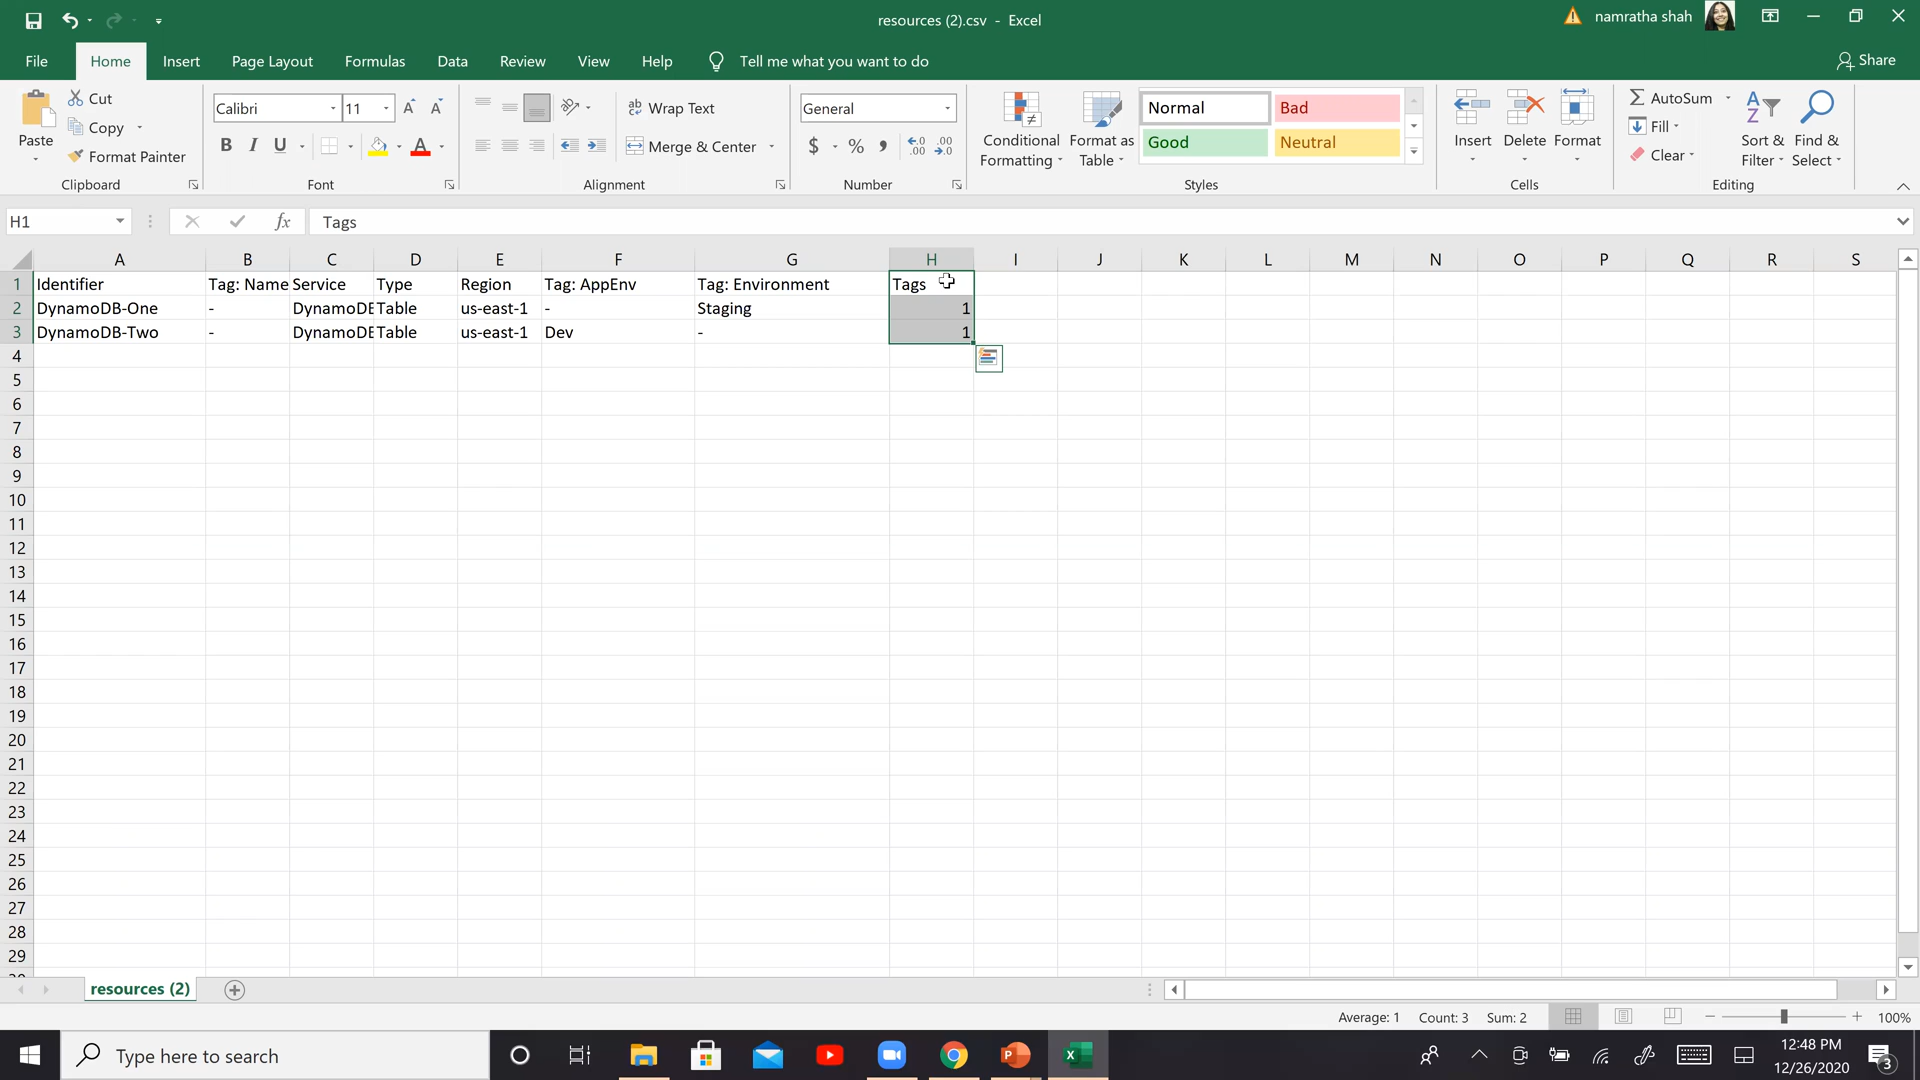 resources (2).csv - Excel
namratha shah
File Home Insert Page Layout Formulas Data Review View Help Tell me what you want to do
Share
Paste
Cut
Copy
Format Painter
Clipboard
Calibri 11
B I U
Font
Wrap Text
Merge & Center
Alignment
General
$ % ,
Number
Conditional Formatting
Format as Table
Normal Bad
Good Neutral
Styles
Insert Delete Format
Cells
AutoSum
Fill
Clear
Sort & Filter
Find & Select
Editing
H1 fx Tags
A B C D E F G H I J K L M N O P Q R S
1 Identifier Tag: Name Service Type Region Tag: AppEnv Tag: Environment Tags
2 DynamoDB-One - DynamoDE Table us-east-1 - Staging 1
3 DynamoDB-Two - DynamoDE Table us-east-1 Dev - 1
4
5
6
7
8
9
10
11
12
13
14
15
16
17
18
19
20
21
22
23
24
25
26
27
28
29
resources (2)
Average: 1 Count: 3 Sum: 2 100%
Type here to search
12:48 PM
12/26/2020
3